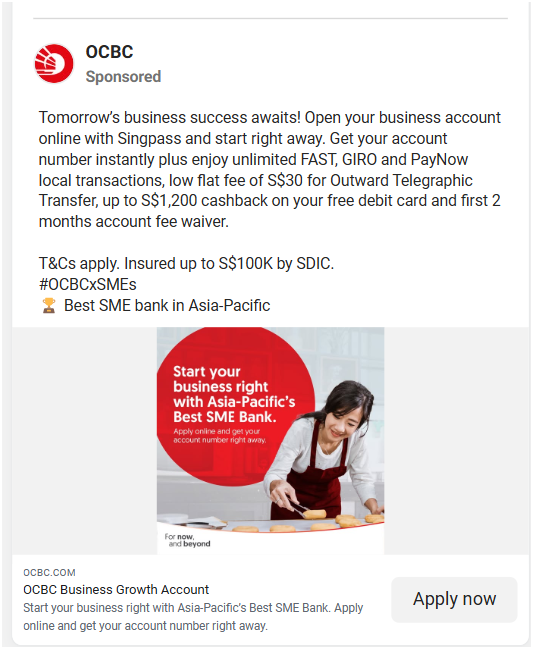 OCBC
Sponsored
Tomorrow's business success awaits! Open your business account
online with Singpass and start right away. Get your account
number instantly plus enjoy unlimited FAST, GIRO and PayNow
local transactions, low flat fee of S$30 for Outward Telegraphic
Transfer, up to S$1,200 cashback on your free debit card and first 2
months account fee waiver.
T&Cs apply. Insured up to S$100K by SDIC.
#OCBCxSMEs
🏆 Best SME bank in Asia-Pacific
Start your
business right
with Asia-Pacific's
Best SME Bank.
Apply online and get your
account number right away.
For now,
and beyond
OCBC.COM
OCBC Business Growth Account
Start your business right with Asia-Pacific's Best SME Bank. Apply
online and get your account number right away.
Apply now